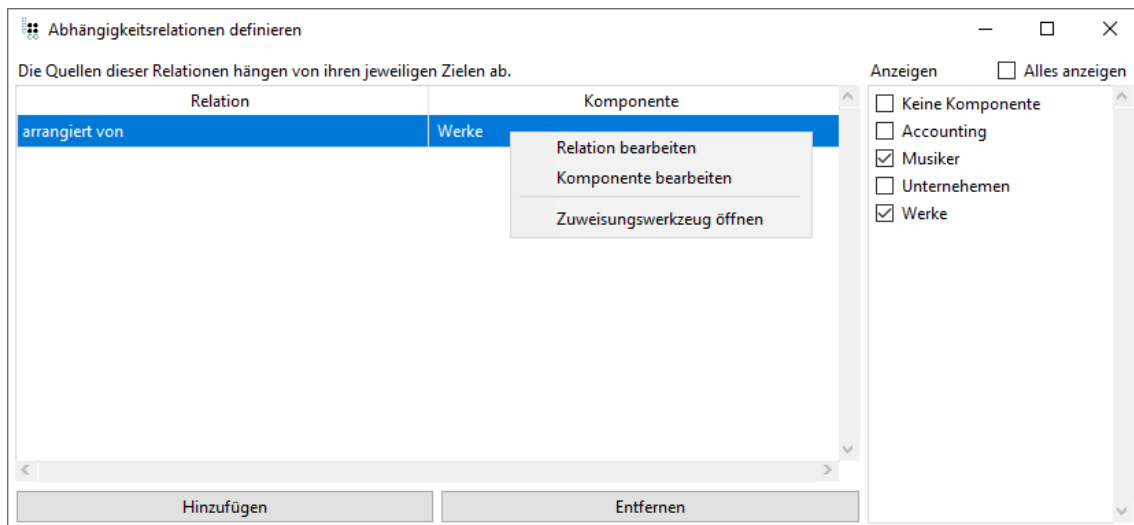 Abhängigkeitsrelationen definieren
Die Quellen dieser Relationen hängen von ihren jeweiligen Zielen ab.
Anzeigen Alles anzeigen
Relation Komponente
arrangiert von Werke
Relation bearbeiten
Komponente bearbeiten
Zuweisungswerkzeug öffnen
Keine Komponente
Accounting
Musiker
Unternehemen
Werke
Hinzufügen Entfernen